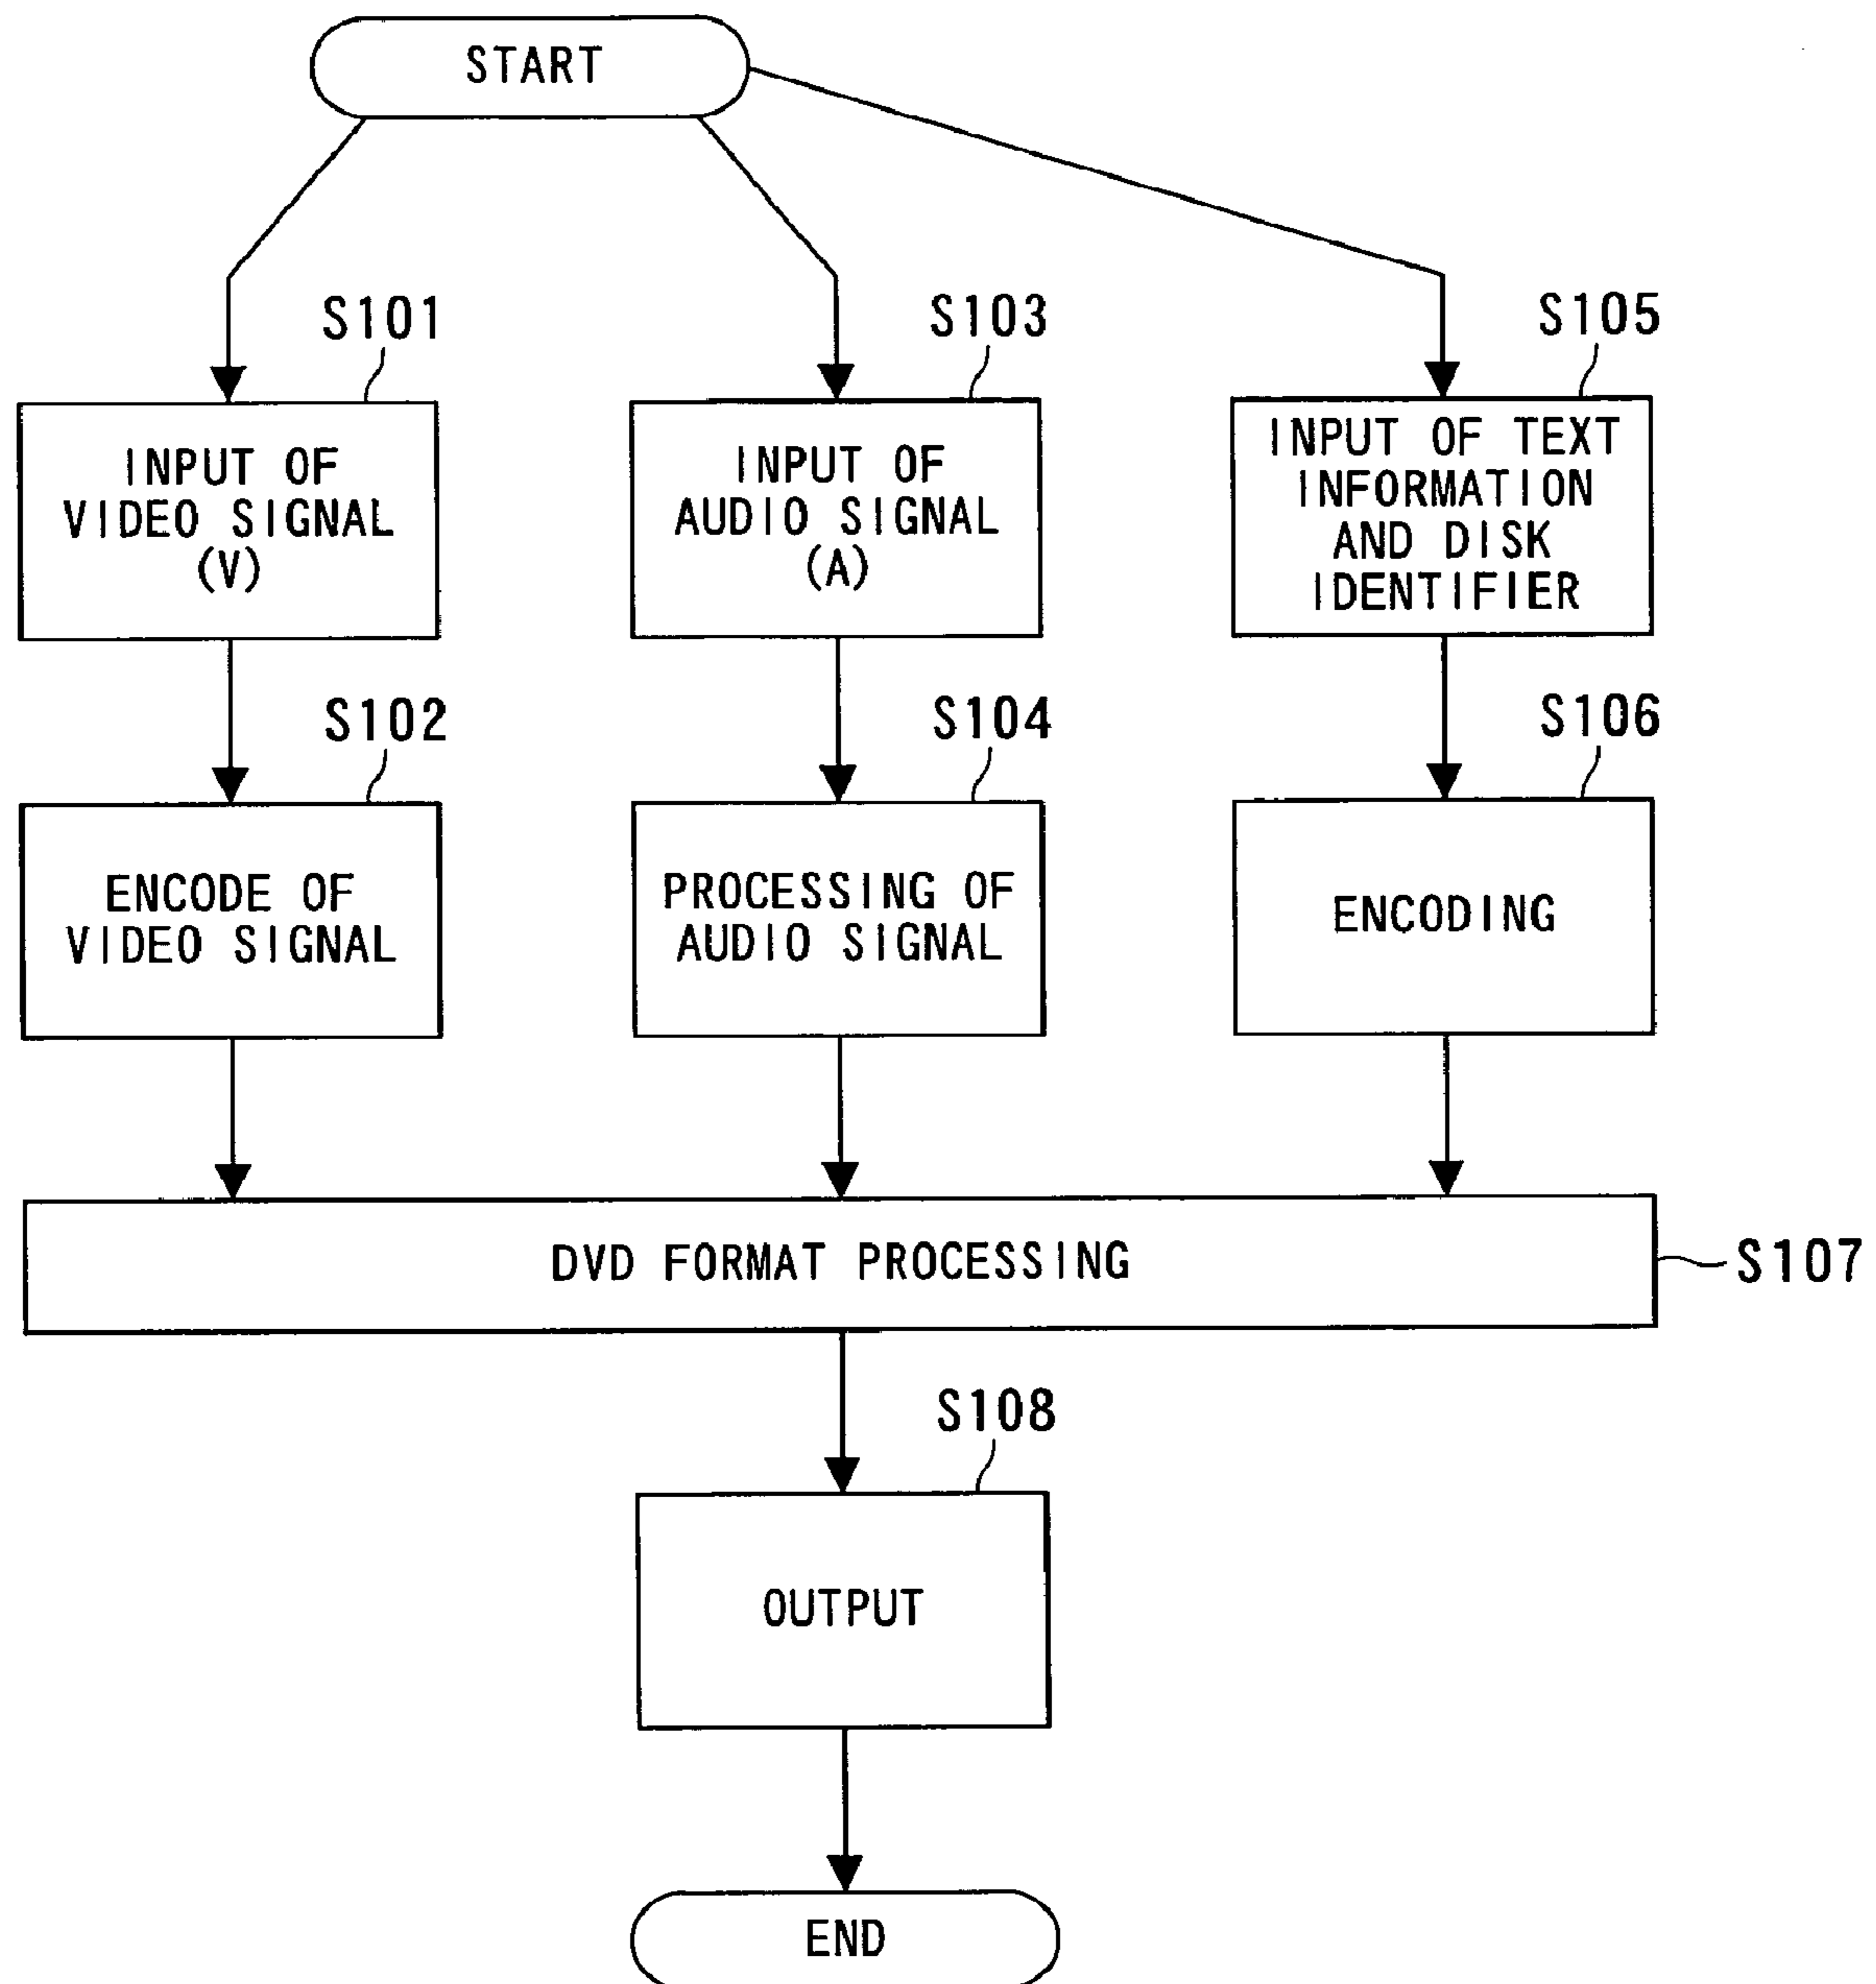 START
S101
S103
S105
INPUT OF
VIDEO SIGNAL
(V)
INPUT OF
AUDIO SIGNAL
(A)
INPUT OF TEXT
INFORMATION
AND DISK
IDENTIFIER
S102
S104
S106
ENCODE OF
VIDEO SIGNAL
PROCESSING OF
AUDIO SIGNAL
ENCODING
DVD FORMAT PROCESSING
S107
S108
OUTPUT
END